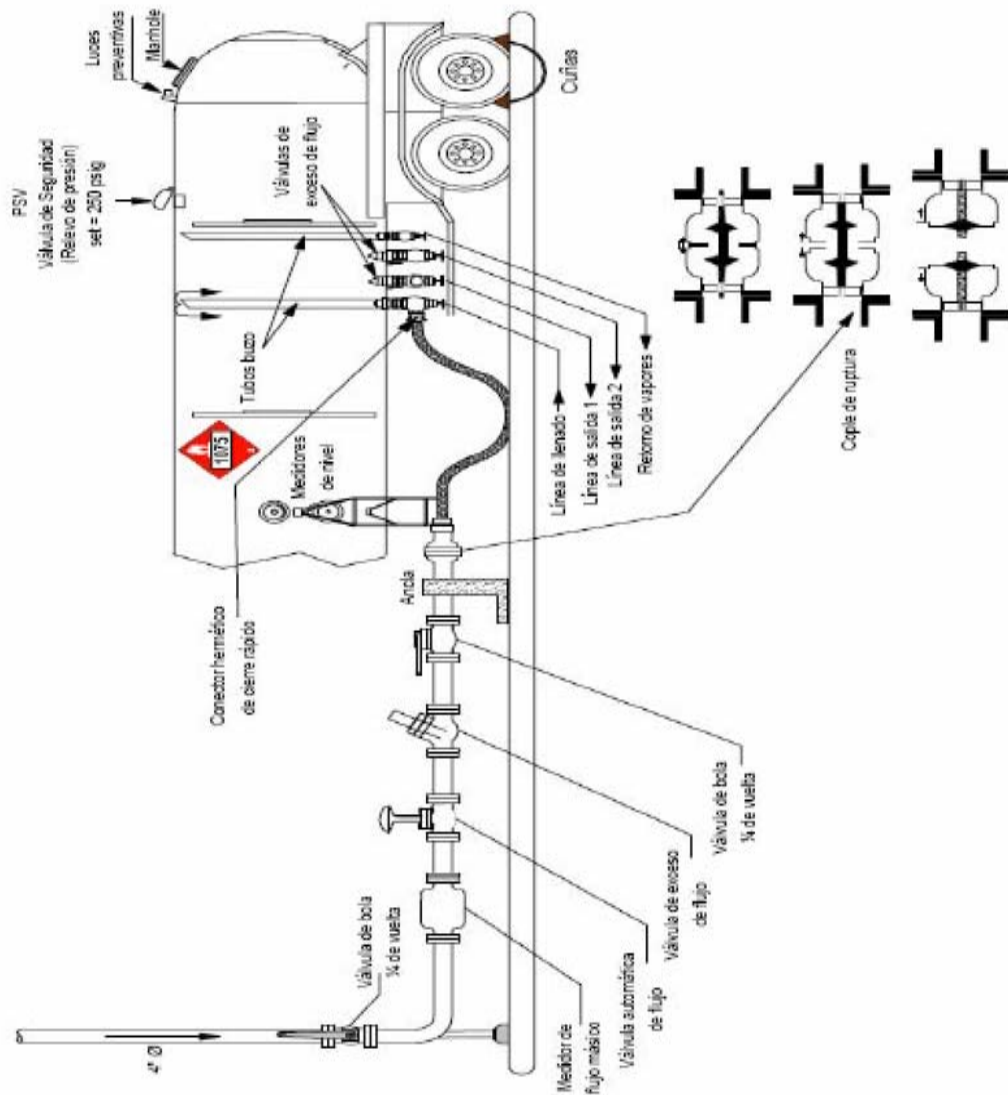 PSV
Válvula de Seguridad
(Relevo de presión)
set = 250 psig
Luces
preventivas
Manhole
Válvulas de
exceso de flujo
Tubos buzo
1075
Medidores
de nivel
Conector hermético
de cierre rápido
Ancla
4" Ø
Válvula de bola
¼ de vuelta
Medidor de
flujo másico
Válvula automática
de flujo
Válvula de exceso
de flujo
Válvula de bola
¼ de vuelta
Línea de llenado
Línea de salida 1
Línea de salida 2
Retorno de vapores
Cuñas
Cople de ruptura